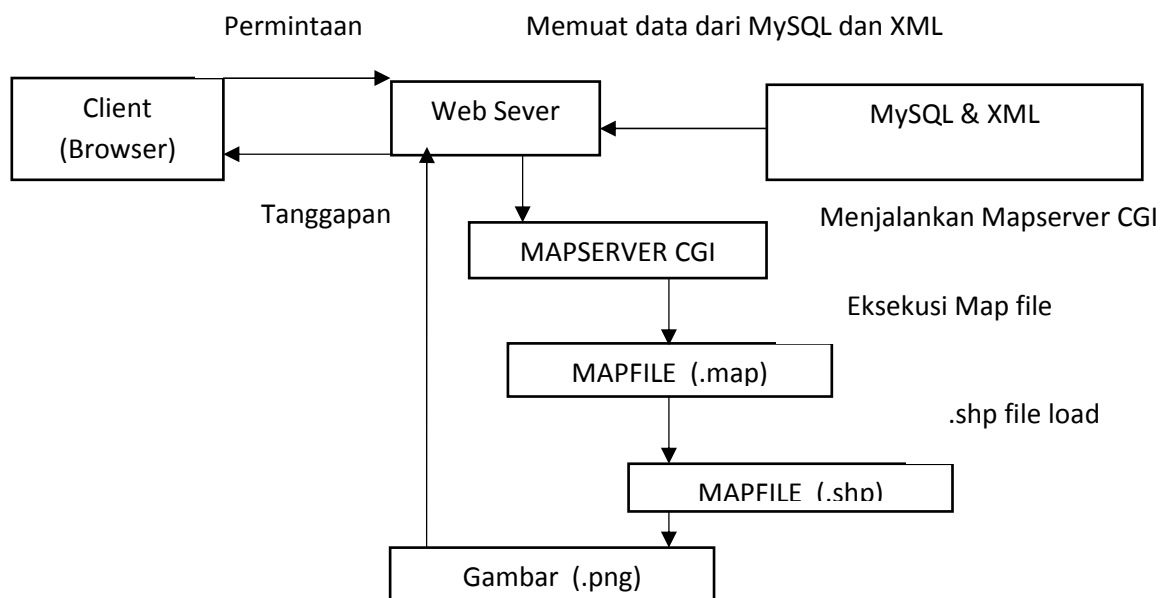 Permintaan
Memuat data dari MySQL dan XML
Client
(Browser)
Web Sever
MySQL & XML
Tanggapan
Menjalankan Mapserver CGI
MAPSERVER CGI
Eksekusi Map file
MAPFILE (.map)
.shp file load
MAPFILE (.shp)
Gambar (.png)